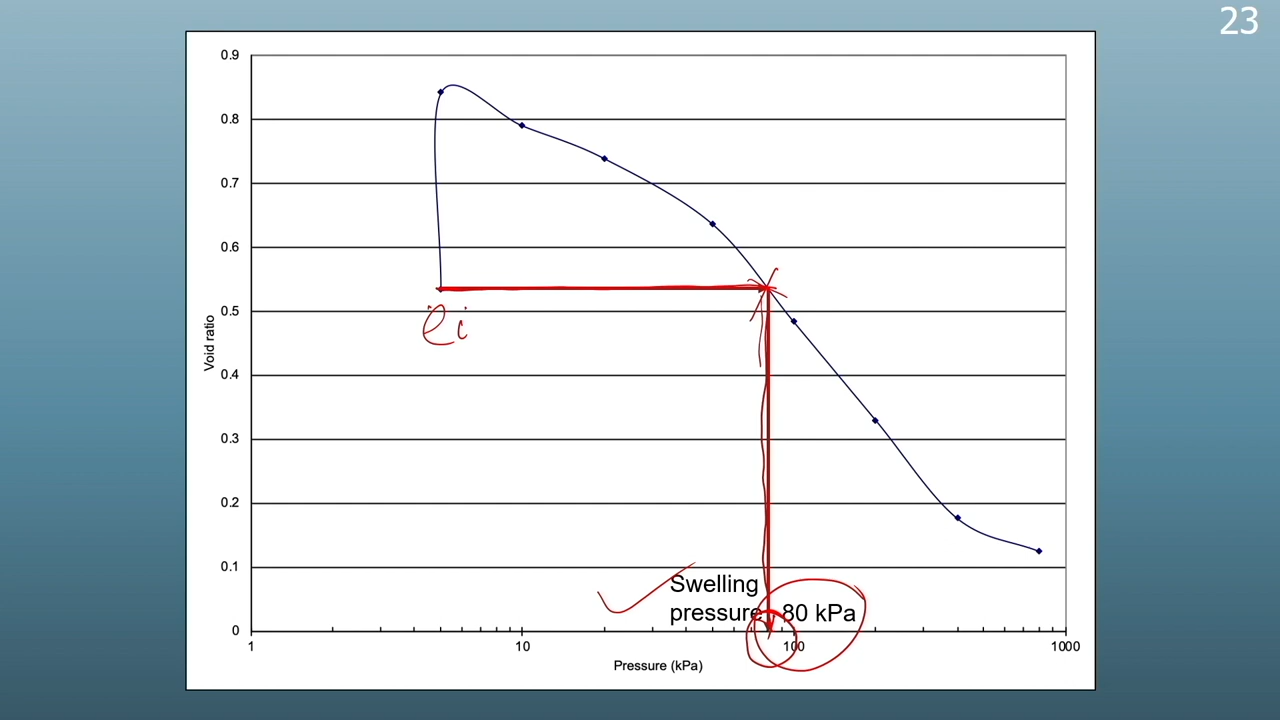 23
0.9
0.8
0.7
0.6
0.5
0.4
0.3
0.2
0.1
0
Void ratio
ei
Swelling
pressure 80 kPa
1 10 100 1000
Pressure (kPa)